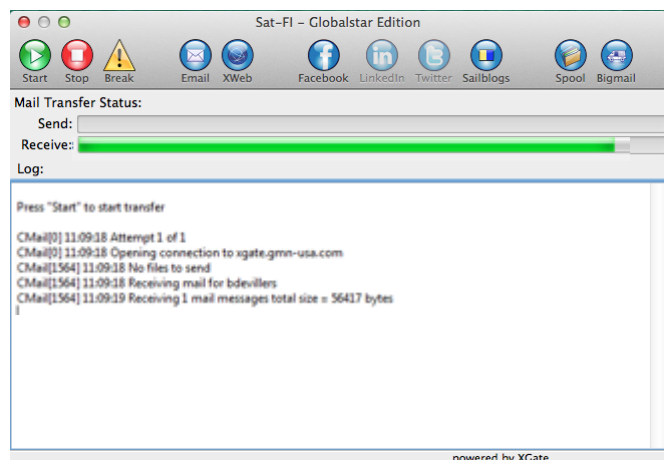 Sat-FI – Globalstar Edition
Start Stop Break Email XWeb Facebook LinkedIn Twitter Sailblogs Spool Bigmail
Mail Transfer Status:
Send:
Receive:
Log:
Press "Start" to start transfer
CMail[0] 11:09:18 Attempt 1 of 1
CMail[0] 11:09:18 Opening connection to xgate.gmn-usa.com
CMail[1564] 11:09:18 No files to send
CMail[1564] 11:09:18 Receiving mail for bdevillers
CMail[1564] 11:09:19 Receiving 1 mail messages total size = 56417 bytes
powered by XGate